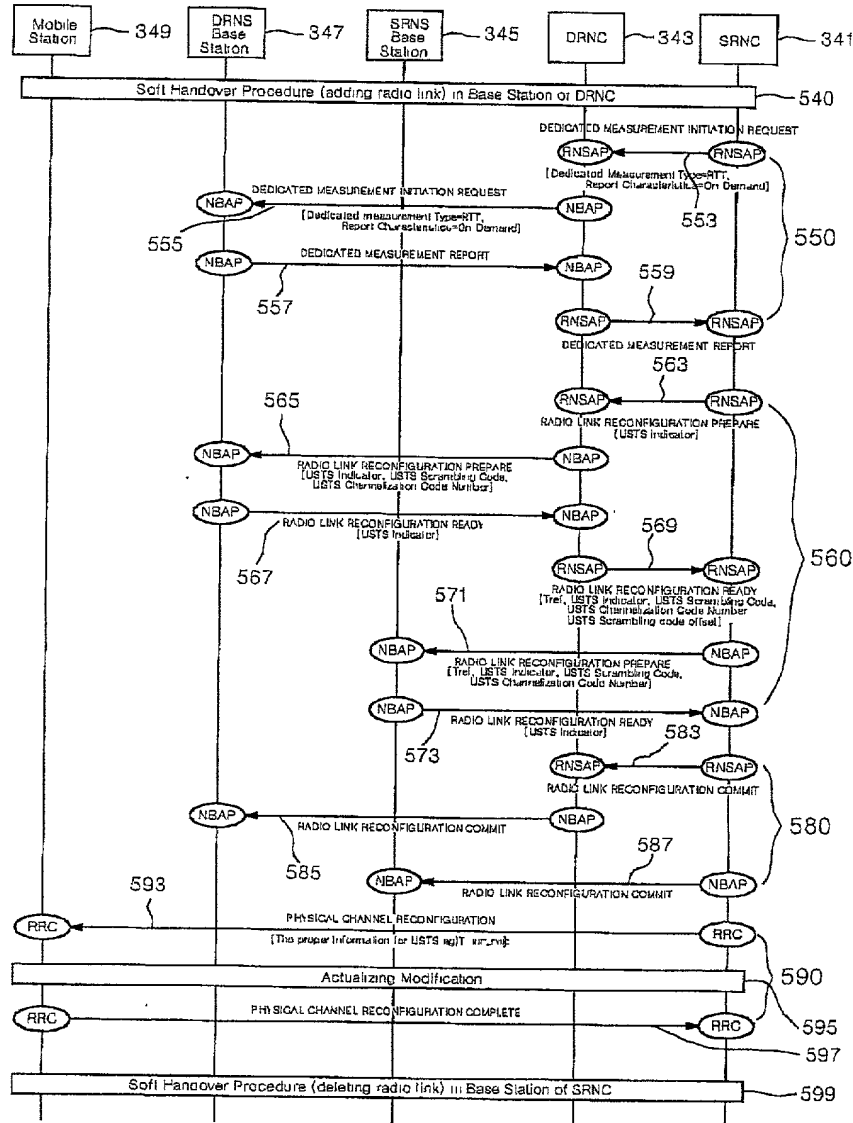 Mobile Station 349
DRNS Base Station 347
SRNS Base Station 345
DRNC 343
SRNC 341
Soft Handover Procedure (adding radio link) in Base Station of DRNC 540
DEDICATED MEASUREMENT INITIATION REQUEST
RNSAP RNSAP
[Dedicated Measurement Type=RTT,
Report Characteristics=On Demand]
553
DEDICATED MEASUREMENT INITIATION REQUEST
NBAP NBAP
[Dedicated measurement Type=RTT,
Report Characteristics=On Demand]
555
550
DEDICATED MEASUREMENT REPORT
NBAP NBAP
557
559
RNSAP RNSAP
DEDICATED MEASUREMENT REPORT
563
RNSAP RNSAP
RADIO LINK RECONFIGURATION PREPARE
[USTS Indicator]
565
NBAP NBAP
RADIO LINK RECONFIGURATION PREPARE
[USTS Indicator, USTS Scrambling Code,
USTS Channelization Code Number]
NBAP NBAP
RADIO LINK RECONFIGURATION READY
[USTS Indicator]
567
569
560
RNSAP RNSAP
RADIO LINK RECONFIGURATION READY
[Tref, USTS Indicator, USTS Scrambling Code,
USTS Channelization Code Number
USTS Scrambling code offset]
571
NBAP NBAP
RADIO LINK RECONFIGURATION PREPARE
[Tref, USTS Indicator, USTS Scrambling Code,
USTS Channelization Code Number]
NBAP NBAP
RADIO LINK RECONFIGURATION READY
[USTS Indicator]
573
583
RNSAP RNSAP
RADIO LINK RECONFIGURATION COMMIT
NBAP NBAP
RADIO LINK RECONFIGURATION COMMIT
585
580
587
NBAP NBAP
RADIO LINK RECONFIGURATION COMMIT
593
PHYSICAL CHANNEL RECONFIGURATION
RRC RRC
[The proper Information for USTS
590
Actualizing Modification
595
PHYSICAL CHANNEL RECONFIGURATION COMPLETE
RRC RRC
597
Soft Handover Procedure (deleting radio link) in Base Station of SRNC 599